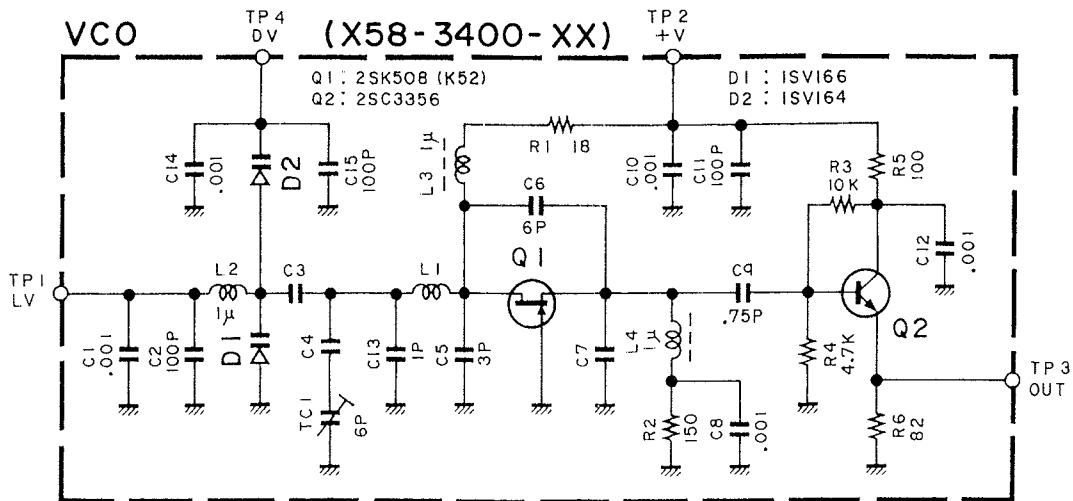 VCO
(X58-3400-XX)
TP4
DV
TP2
+V
Q1: 2SK508 (K52)
Q2: 2SC3356
D1: 1SV166
D2: 1SV164
C14
.001
D2
C15
100P
L3
1μ
R1 18
C10
.001
C11
100P
R3
10K
R5
100
C6
6P
C12
.001
TP1
LV
L2
1μ
C3
L1
Q1
C9
.75P
Q2
C1
.001
C2
100P
D1
C4
C13
1P
C5
3P
C7
L4
1μ
R4
4.7K
TP3
OUT
TC1
6P
R2
150
C8
.001
R6
82